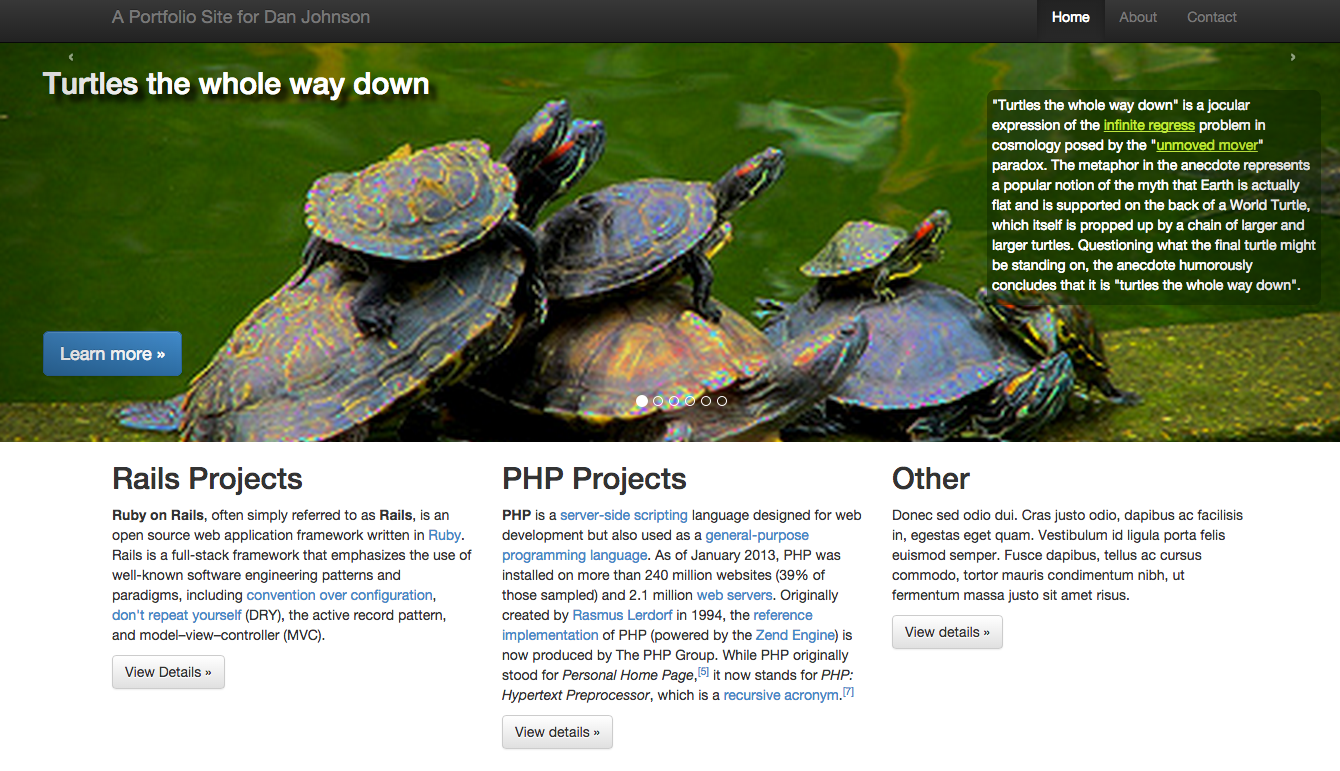 A Portfolio Site for Dan Johnson
Home About Contact
‹ ›
Turtles the whole way down
"Turtles the whole way down" is a jocular
expression of the infinite regress problem in
cosmology posed by the "unmoved mover"
paradox. The metaphor in the anecdote represents
a popular notion of the myth that Earth is actually
flat and is supported on the back of a World Turtle,
which itself is propped up by a chain of larger and
larger turtles. Questioning what the final turtle might
be standing on, the anecdote humorously
concludes that it is "turtles the whole way down".
Learn more »
Rails Projects
Ruby on Rails, often simply referred to as Rails, is an
open source web application framework written in Ruby.
Rails is a full-stack framework that emphasizes the use of
well-known software engineering patterns and
paradigms, including convention over configuration,
don't repeat yourself (DRY), the active record pattern,
and model–view–controller (MVC).
View Details »
PHP Projects
PHP is a server-side scripting language designed for web
development but also used as a general-purpose
programming language. As of January 2013, PHP was
installed on more than 240 million websites (39% of
those sampled) and 2.1 million web servers. Originally
created by Rasmus Lerdorf in 1994, the reference
implementation of PHP (powered by the Zend Engine) is
now produced by The PHP Group. While PHP originally
stood for Personal Home Page,[5] it now stands for PHP:
Hypertext Preprocessor, which is a recursive acronym.[7]
View details »
Other
Donec sed odio dui. Cras justo odio, dapibus ac facilisis
in, egestas eget quam. Vestibulum id ligula porta felis
euismod semper. Fusce dapibus, tellus ac cursus
commodo, tortor mauris condimentum nibh, ut
fermentum massa justo sit amet risus.
View details »